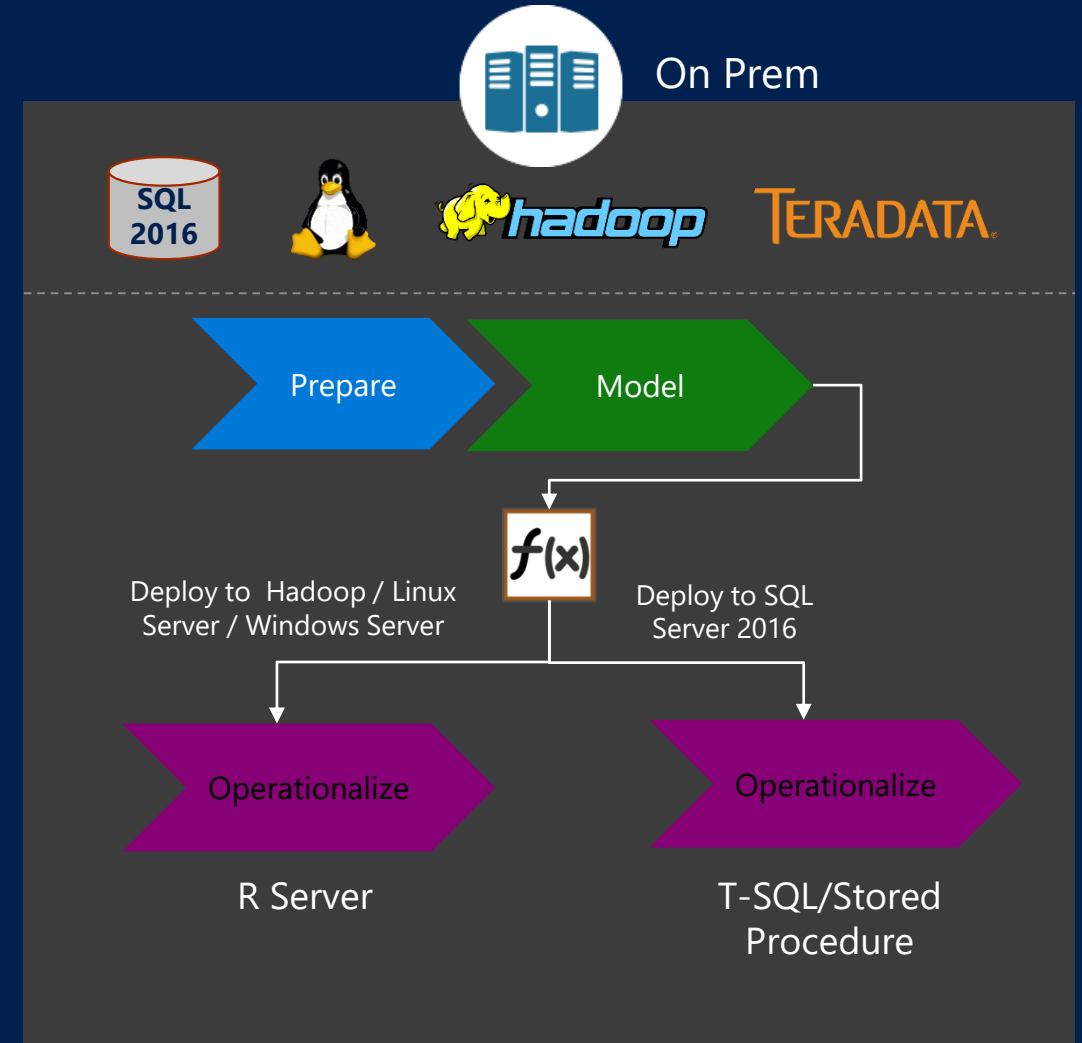 On Prem
SQL
2016
hadoop
TERADATA®
Prepare
Model
f(x)
Deploy to Hadoop / Linux
Server / Windows Server
Deploy to SQL
Server 2016
Operationalize
Operationalize
R Server
T-SQL/Stored
Procedure